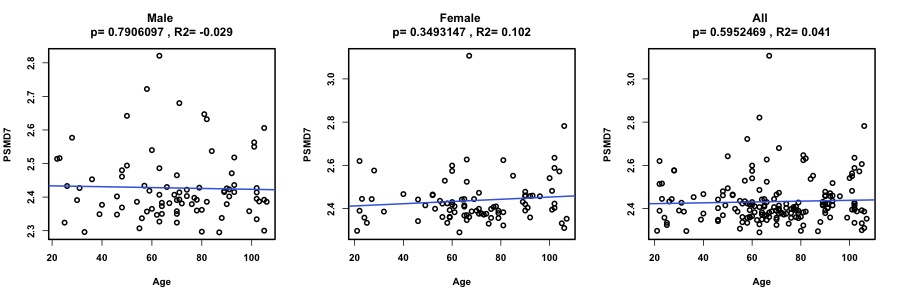 Male
p= 0.7906097 , R2= -0.029
PSMD7
2.3 2.4 2.5 2.6 2.7 2.8
20 40 60 80 100
Age
Female
p= 0.3493147 , R2= 0.102
PSMD7
2.4 2.6 2.8 3.0
20 40 60 80 100
Age
All
p= 0.5952469 , R2= 0.041
PSMD7
2.4 2.6 2.8 3.0
20 40 60 80 100
Age